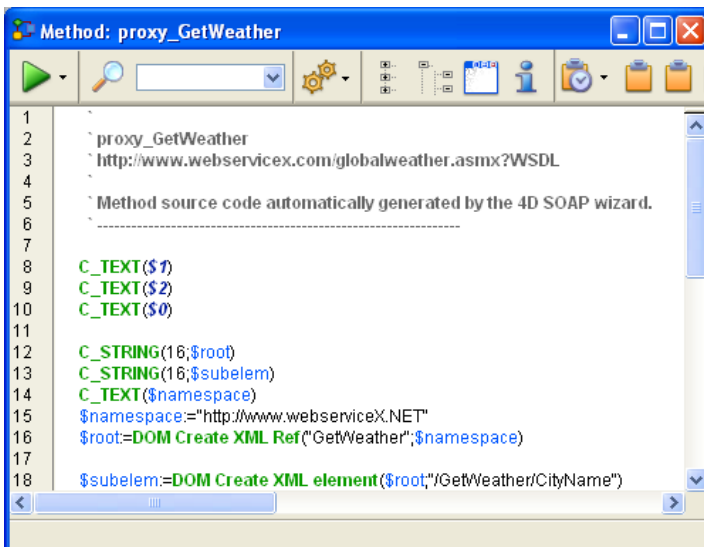 Method: proxy_GetWeather
1 `
2 ` proxy_GetWeather
3 ` http://www.webservicex.com/globalweather.asmx?WSDL
4 `
5 ` Method source code automatically generated by the 4D SOAP wizard.
6 ` ----------------------------------------------------------------
7
8 C_TEXT($1)
9 C_TEXT($2)
10 C_TEXT($0)
11
12 C_STRING(16;$root)
13 C_STRING(16;$subelem)
14 C_TEXT($namespace)
15 $namespace:="http://www.webserviceX.NET"
16 $root:=DOM Create XML Ref("GetWeather";$namespace)
17
18 $subelem:=DOM Create XML element($root;"/GetWeather/CityName")